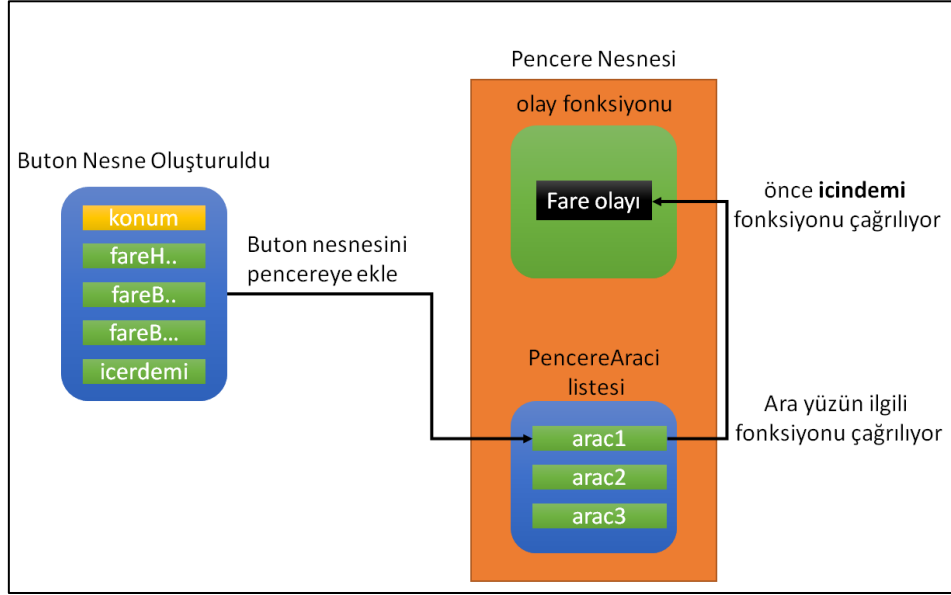 Pencere Nesnesi
olay fonksiyonu
Fare olayı
Buton Nesne Oluşturuldu
konum
fareH..
fareB..
fareB...
icerdemi
Buton nesnesini
pencereye ekle
önce icindemi
fonksiyonu çağrılıyor
PencereAraci
listesi
arac1
arac2
arac3
Ara yüzün ilgili
fonksiyonu çağrılıyor